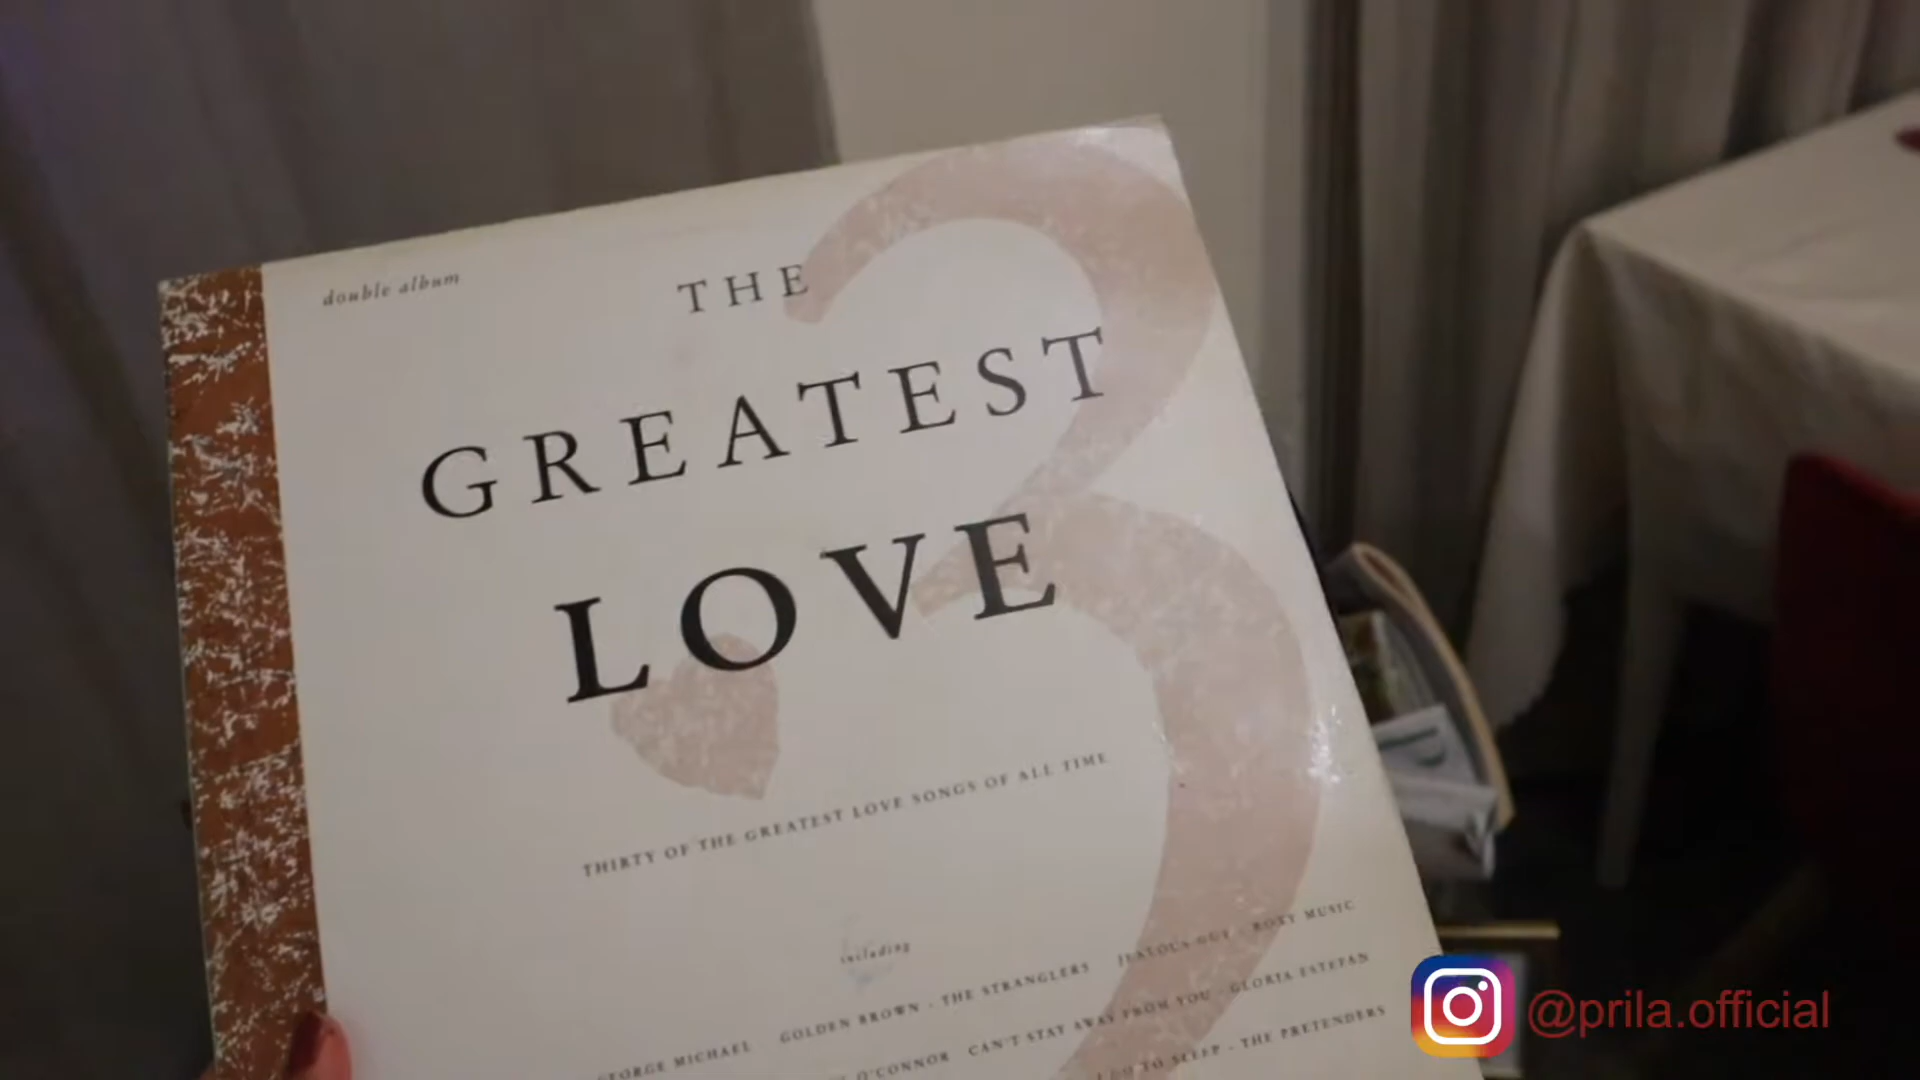 double album
THE
3
GREATEST
LOVE
THIRTY OF THE GREATEST LOVE SONGS OF ALL TIME
including
GEORGE MICHAEL GOLDEN BROWN - THE STRANGLERS JEALOUS GUY - ROXY MUSIC
O'CONNOR CAN'T STAY AWAY FROM YOU - GLORIA ESTEFAN
GO TO SLEEP - THE PRETENDERS
@prila.official